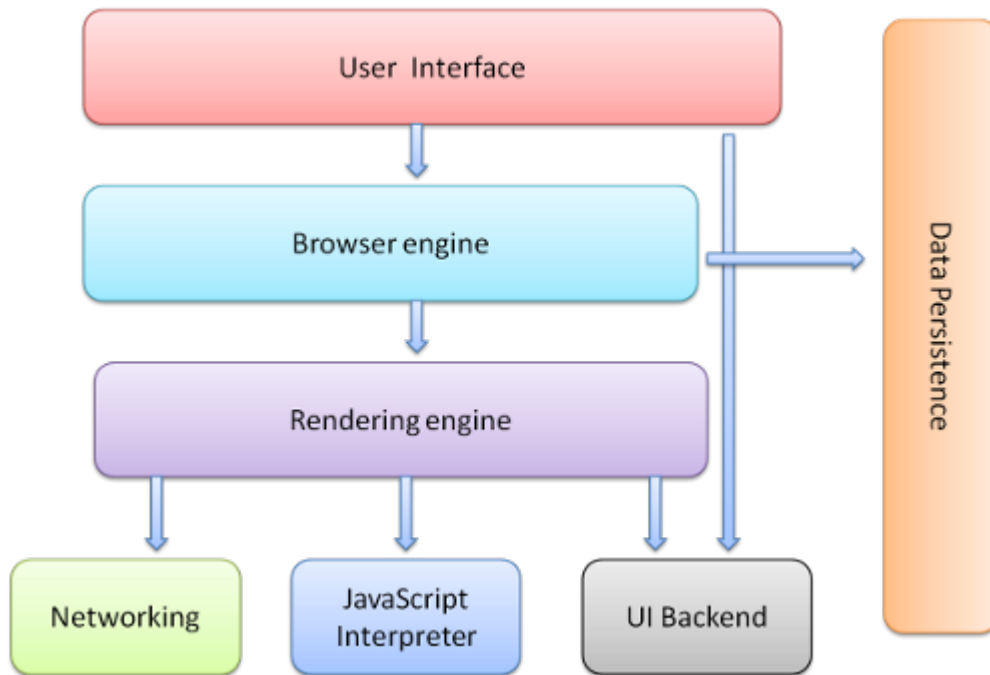 User Interface
Browser engine
Data Persistence
Rendering engine
Networking
JavaScript
Interpreter
UI Backend